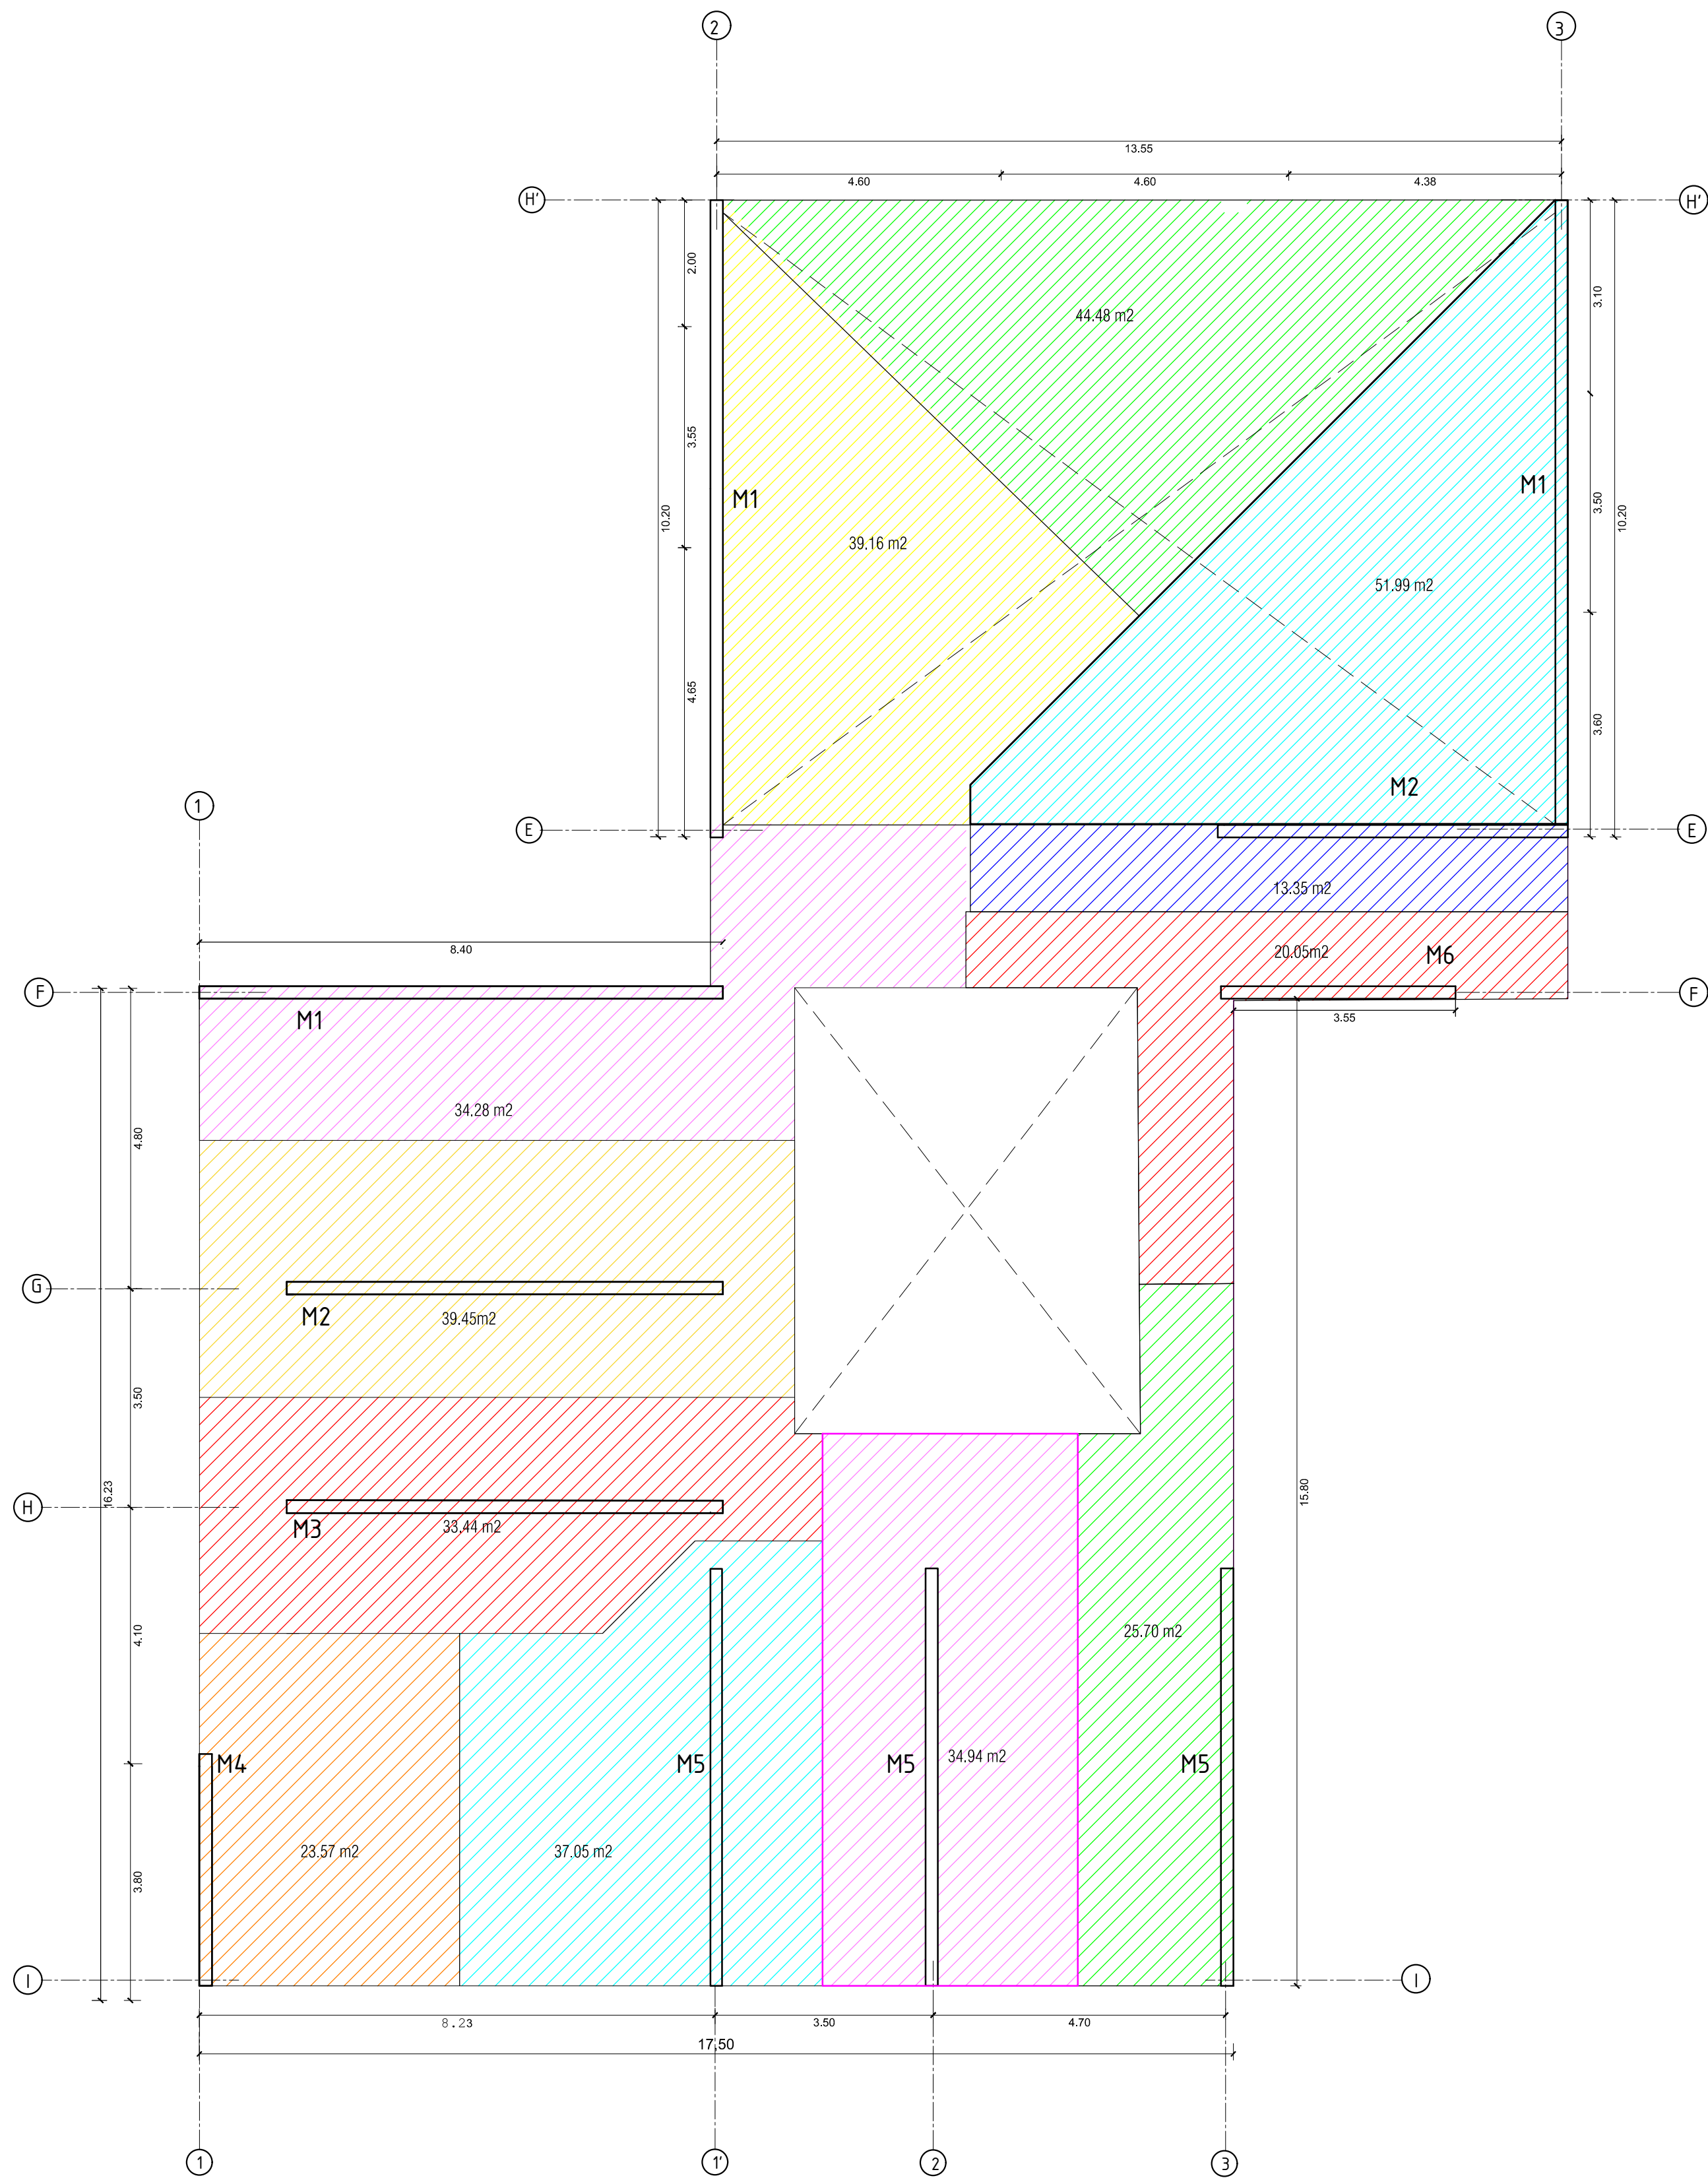 2
3
13.55
4.60
4.60
4.38
H'
H'
2.00
3.10
44.48 m2
3.55
M1
M1
3.50
10.20
10.20
39.16 m2
51.99 m2
4.65
3.60
M2
1
E
E
13.35 m2
8.40
20.05m2
M6
F
F
M1
3.55
34.28 m2
4.80
G
M2
39.45m2
3.50
16.23
15.80
H
M3
33.44 m2
4.10
25.70 m2
M4
M5
M5
34.94 m2
M5
23.57 m2
37.05 m2
3.80
I
I
8.23
3.50
4.70
17,50
1
1'
2
3